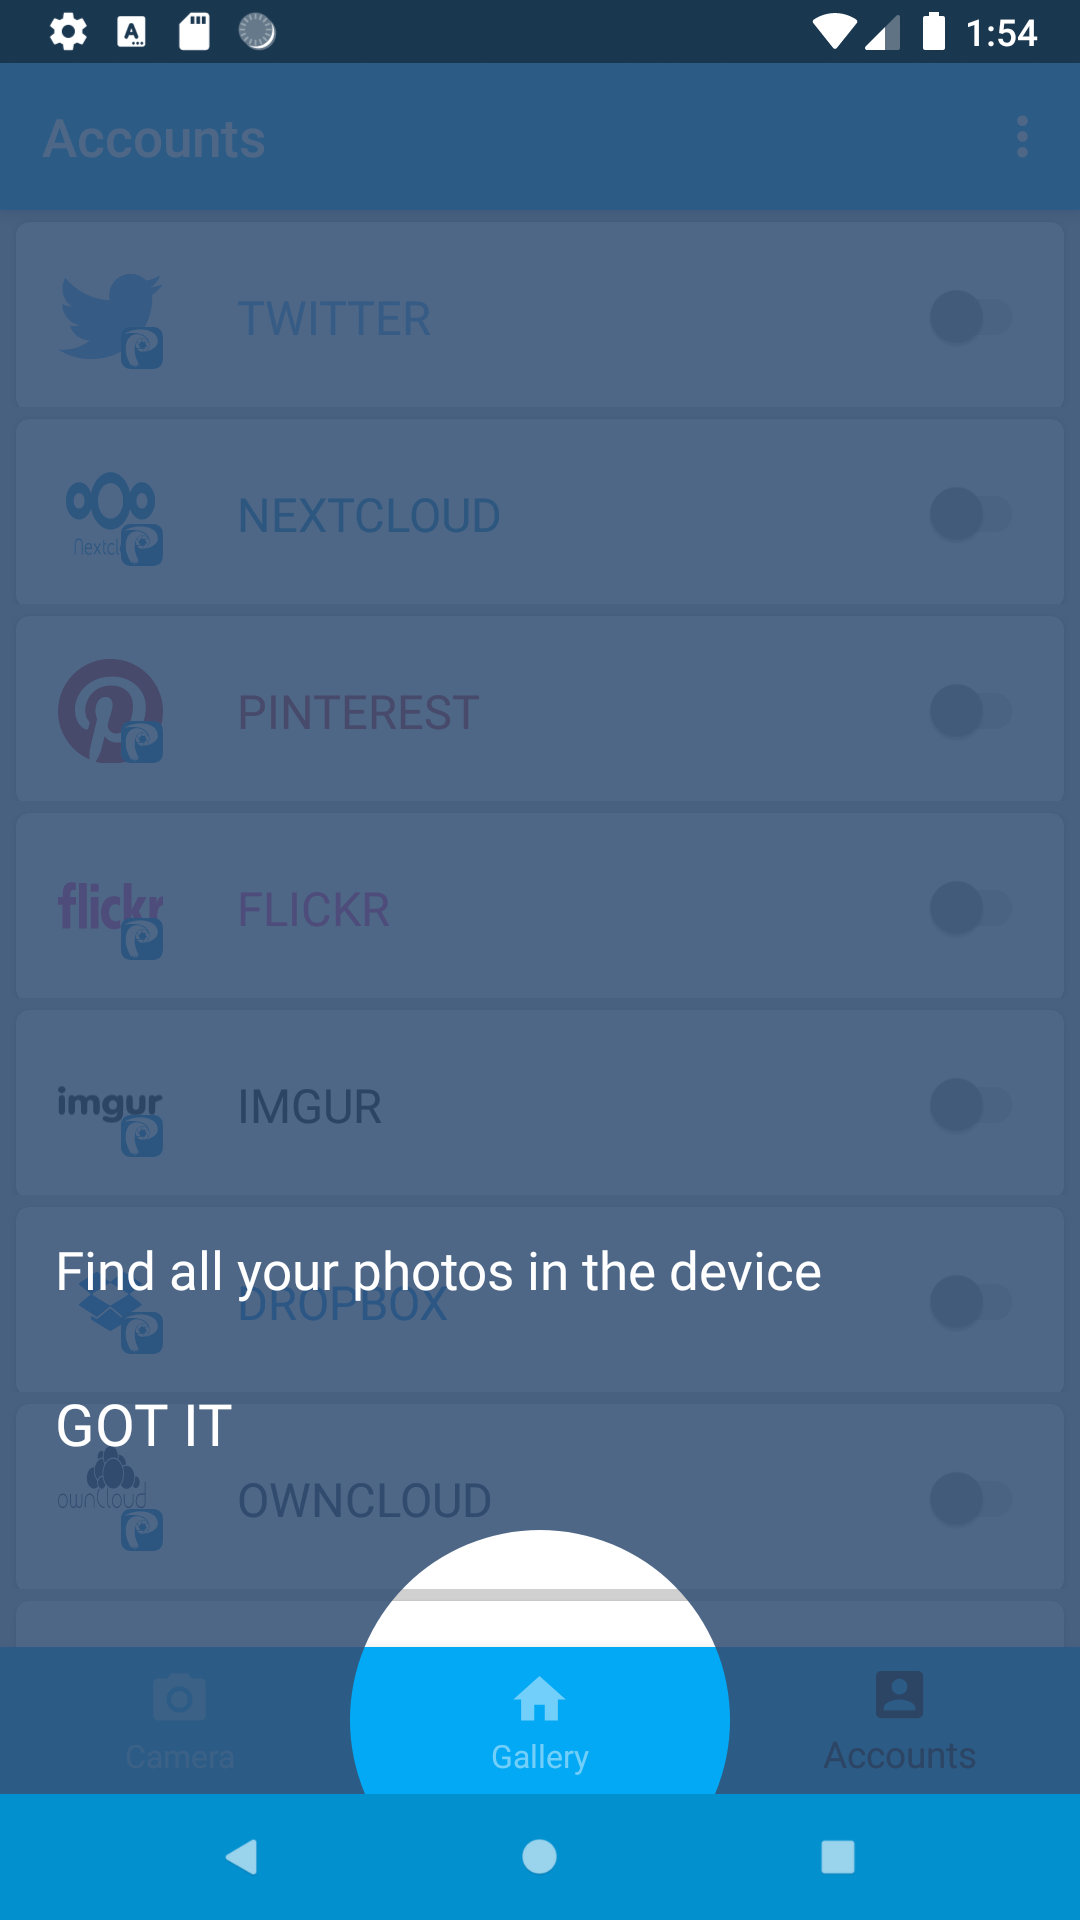 1:54
Accounts
TWITTER
NEXTCLOUD
PINTEREST
flickr
FLICKR
imgur
IMGUR
Find all your photos in the device
DROPBOX
GOT IT
ownCloud
OWNCLOUD
Camera
Gallery
Accounts